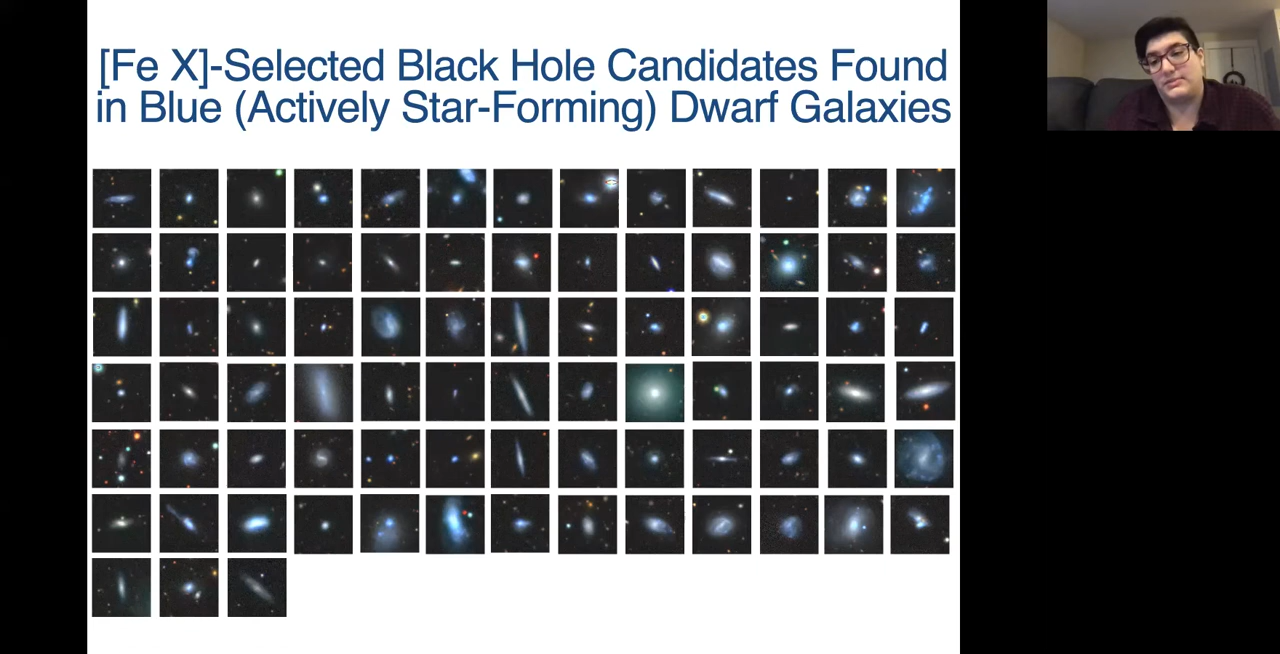 [Fe X]-Selected Black Hole Candidates Found
in Blue (Actively Star-Forming) Dwarf Galaxies